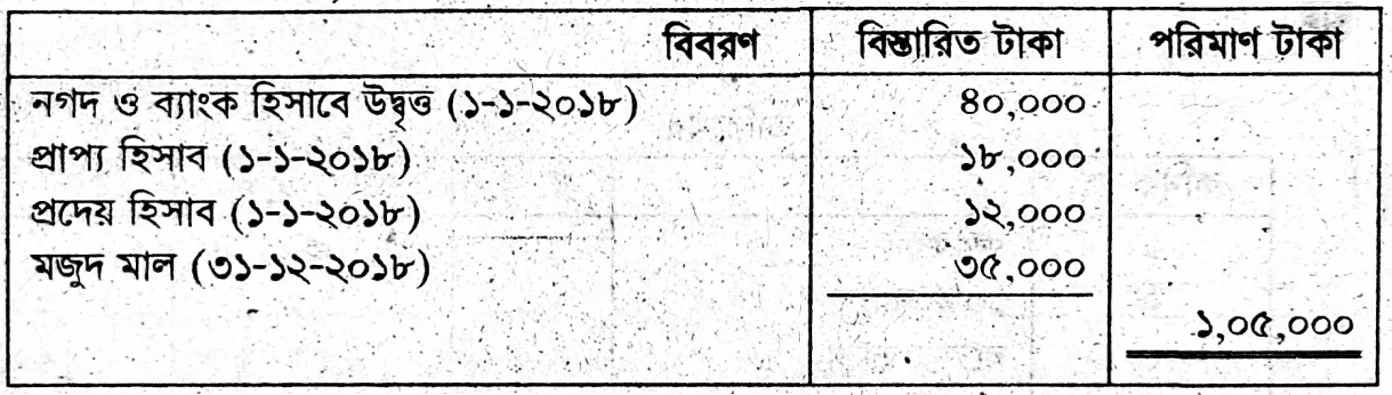 বিবরণ বিস্তারিত টাকা পরিমাণ টাকা
নগদ ও ব্যাংক হিসাবে উদ্বৃত্ত (১-১-২০১৮) ৪০,০০০
প্রাপ্য হিসাব (১-১-২০১৮) ১৮,০০০
প্রদেয় হিসাব (১-১-২০১৮) ১২,০০০
মজুদ মাল (৩১-১২-২০১৮) ৩৫,০০০
১,০৫,০০০